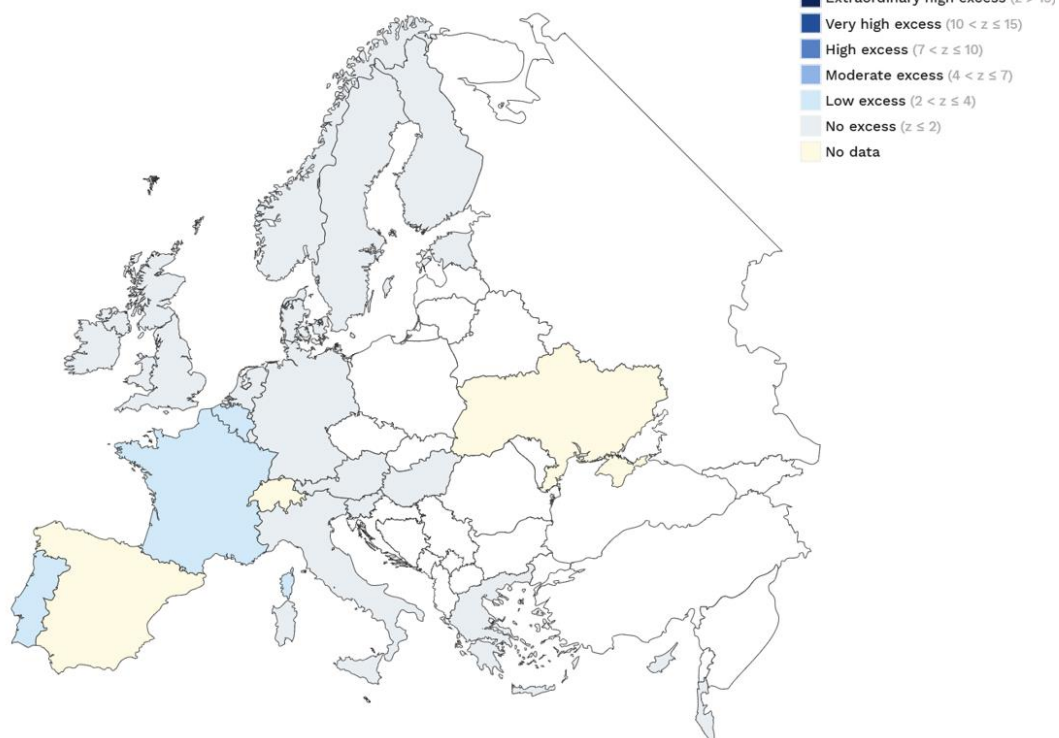 Extraordinary high excess (z > 15)
Very high excess (10 < z ≤ 15)
High excess (7 < z ≤ 10)
Moderate excess (4 < z ≤ 7)
Low excess (2 < z ≤ 4)
No excess (z ≤ 2)
No data